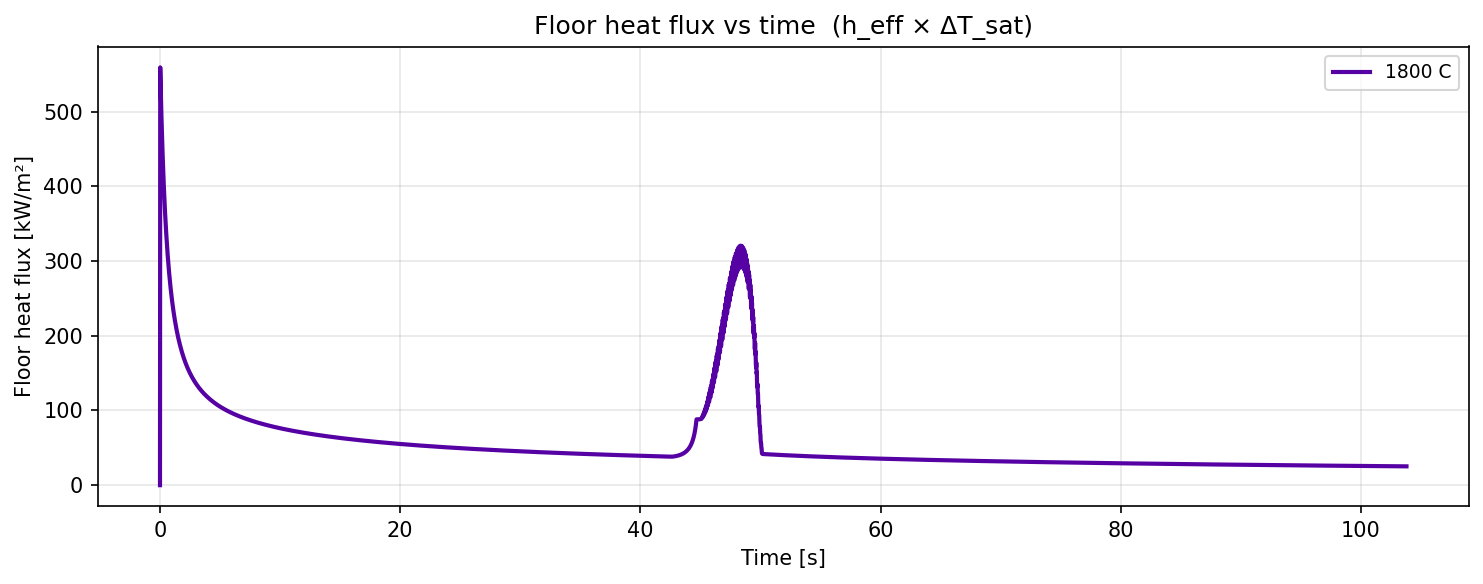 Floor heat flux vs time  (h_eff × ΔT_sat)
1800 C
Floor heat flux [kW/m²]
500
400
300
200
100
0
0 20 40 60 80 100
Time [s]